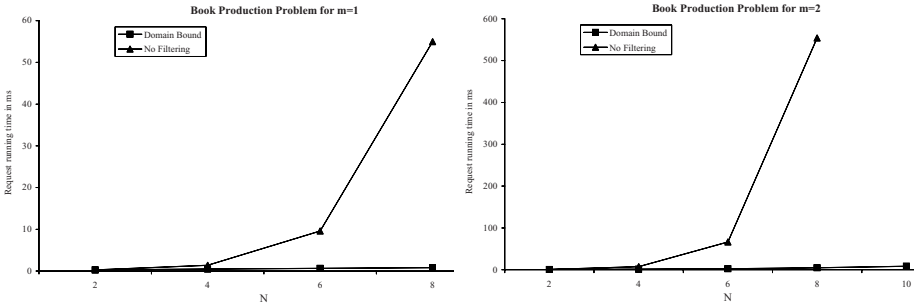 Book Production Problem for m=1
60
50
40
30
20
10
0
Request running time in ms
Domain Bound
No Filtering
2 4 6 8
N
Book Production Problem for m=2
600
500
400
300
200
100
0
Request running time in ms
Domain Bound
No Filtering
2 4 6 8 10
N